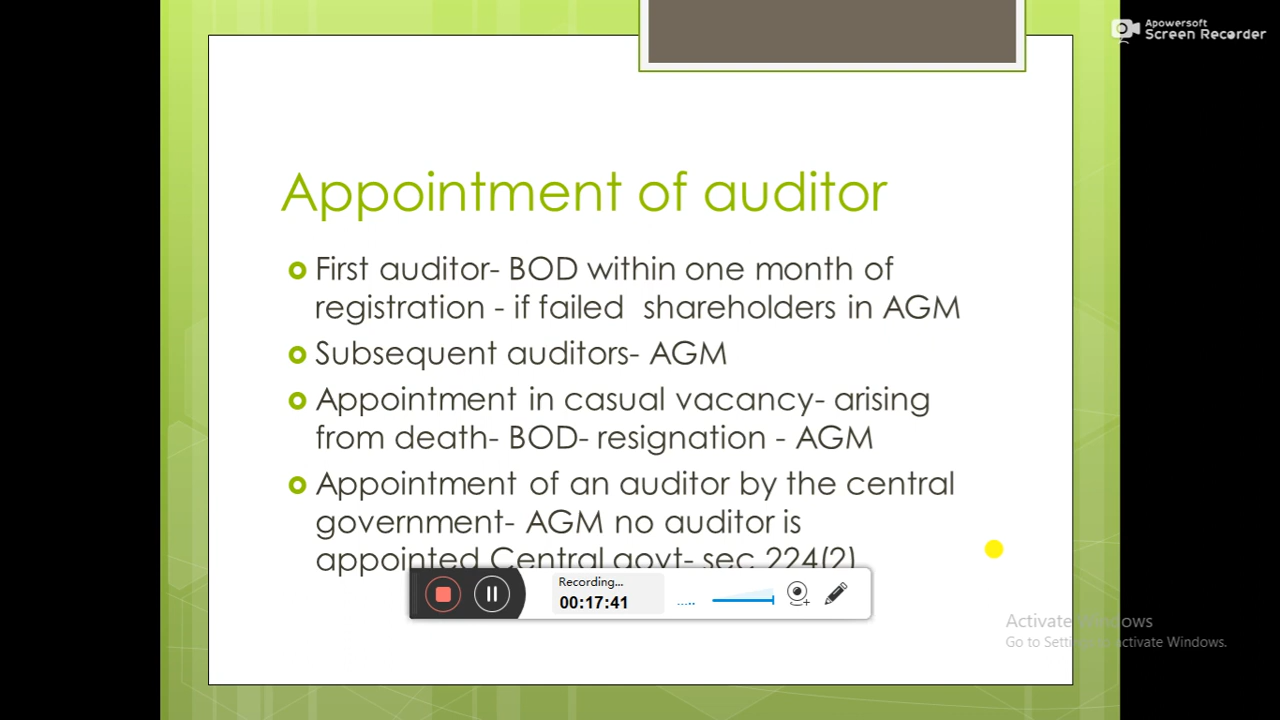 Apowersoft
Screen Recorder
Appointment of auditor
First auditor- BOD within one month of
registration - if failed shareholders in AGM
Subsequent auditors- AGM
Appointment in casual vacancy- arising
from death- BOD- resignation - AGM
Appointment of an auditor by the central
government- AGM no auditor is
appointed Central govt- sec 224(2)
Recording...
00:17:41
Activate Windows
Go to Settings to activate Windows.